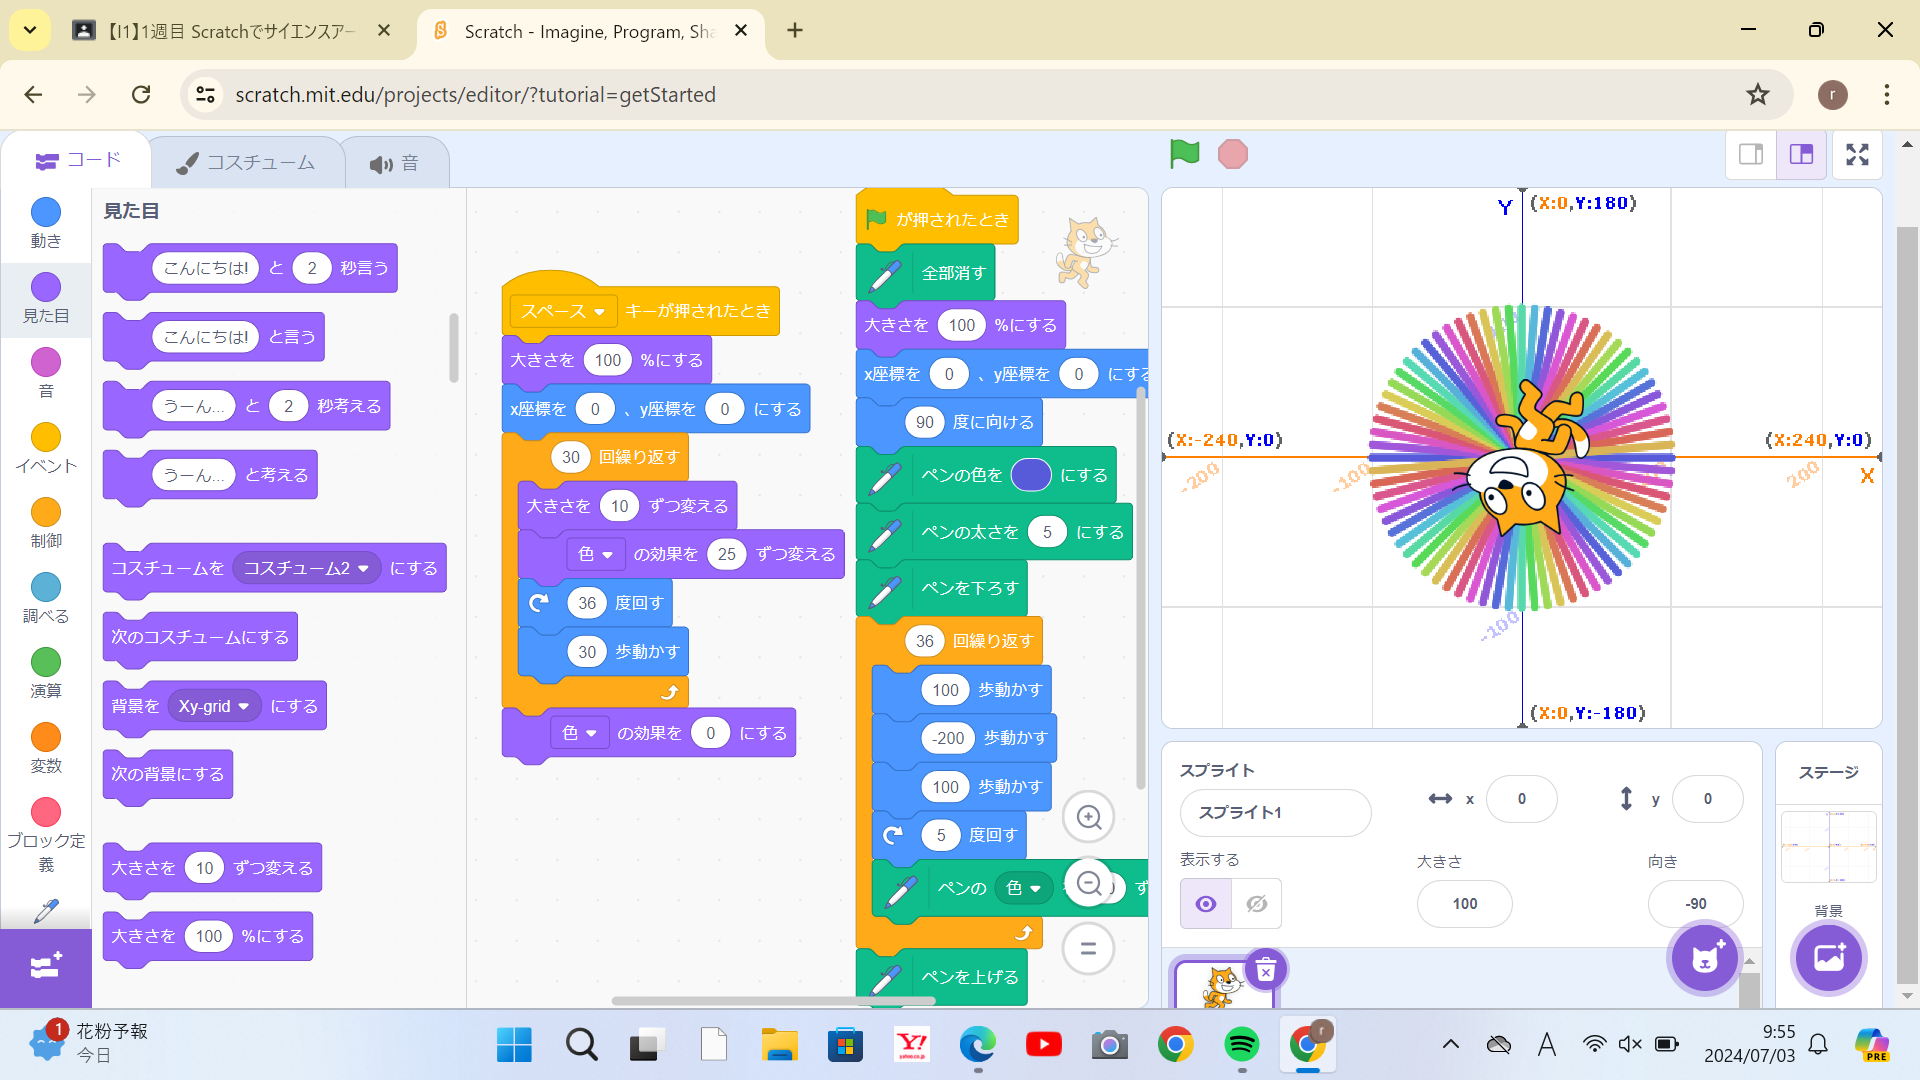 【I1】1週目 Scratchでサイエンスアー
Scratch - Imagine, Program, Sha
scratch.mit.edu/projects/editor/?tutorial=getStarted
r
コード
コスチューム
音
動き
見た目
音
イベント
制御
調べる
演算
変数
ブロック定
義
見た目
こんにちは! と 2 秒言う
こんにちは! と言う
うーん... と 2 秒考える
うーん... と考える
コスチュームを コスチューム2 にする
次のコスチュームにする
背景を Xy-grid にする
次の背景にする
大きさを 10 ずつ変える
大きさを 100 %にする
スペース キーが押されたとき
大きさを 100 %にする
x座標を 0 、y座標を 0 にする
30 回繰り返す
大きさを 10 ずつ変える
色 の効果を 25 ずつ変える
36 度回す
30 歩動かす
色 の効果を 0 にする
が押されたとき
全部消す
大きさを 100 %にする
x座標を 0 、y座標を 0 にする
90 度に向ける
ペンの色を にする
ペンの太さを 5 にする
ペンを下ろす
36 回繰り返す
100 歩動かす
-200 歩動かす
100 歩動かす
5 度回す
ペンの 色 ず
ペンを上げる
Y (X:0,Y:180)
(X:-240,Y:0)
(X:240,Y:0)
-200
-100
200
X
-100
(X:0,Y:-180)
スプライト
スプライト1
x 0
y 0
表示する
大きさ
100
向き
-90
ステージ
背景
1
花粉予報
今日
Y!
yahoo.co.jp
r
A
9:55
2024/07/03
PRE